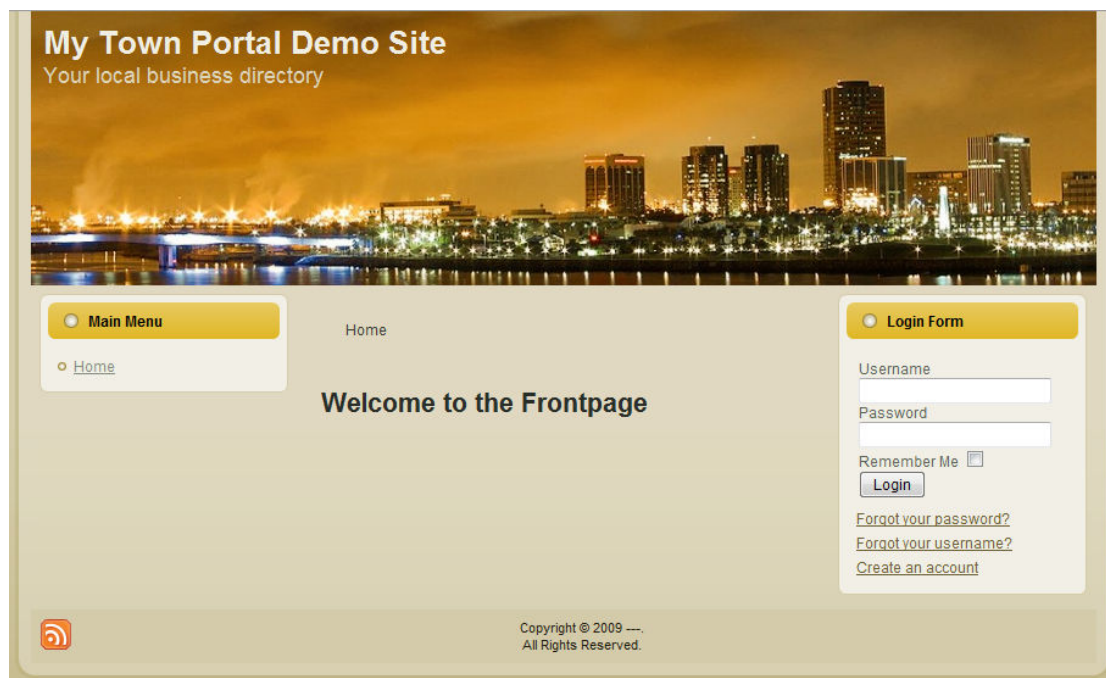 My Town Portal Demo Site
Your local business directory
Main Menu
Home
Home
Welcome to the Frontpage
Login Form
Username
Password
Remember Me
Login
Forgot your password?
Forgot your username?
Create an account
Copyright © 2009 ---.
All Rights Reserved.